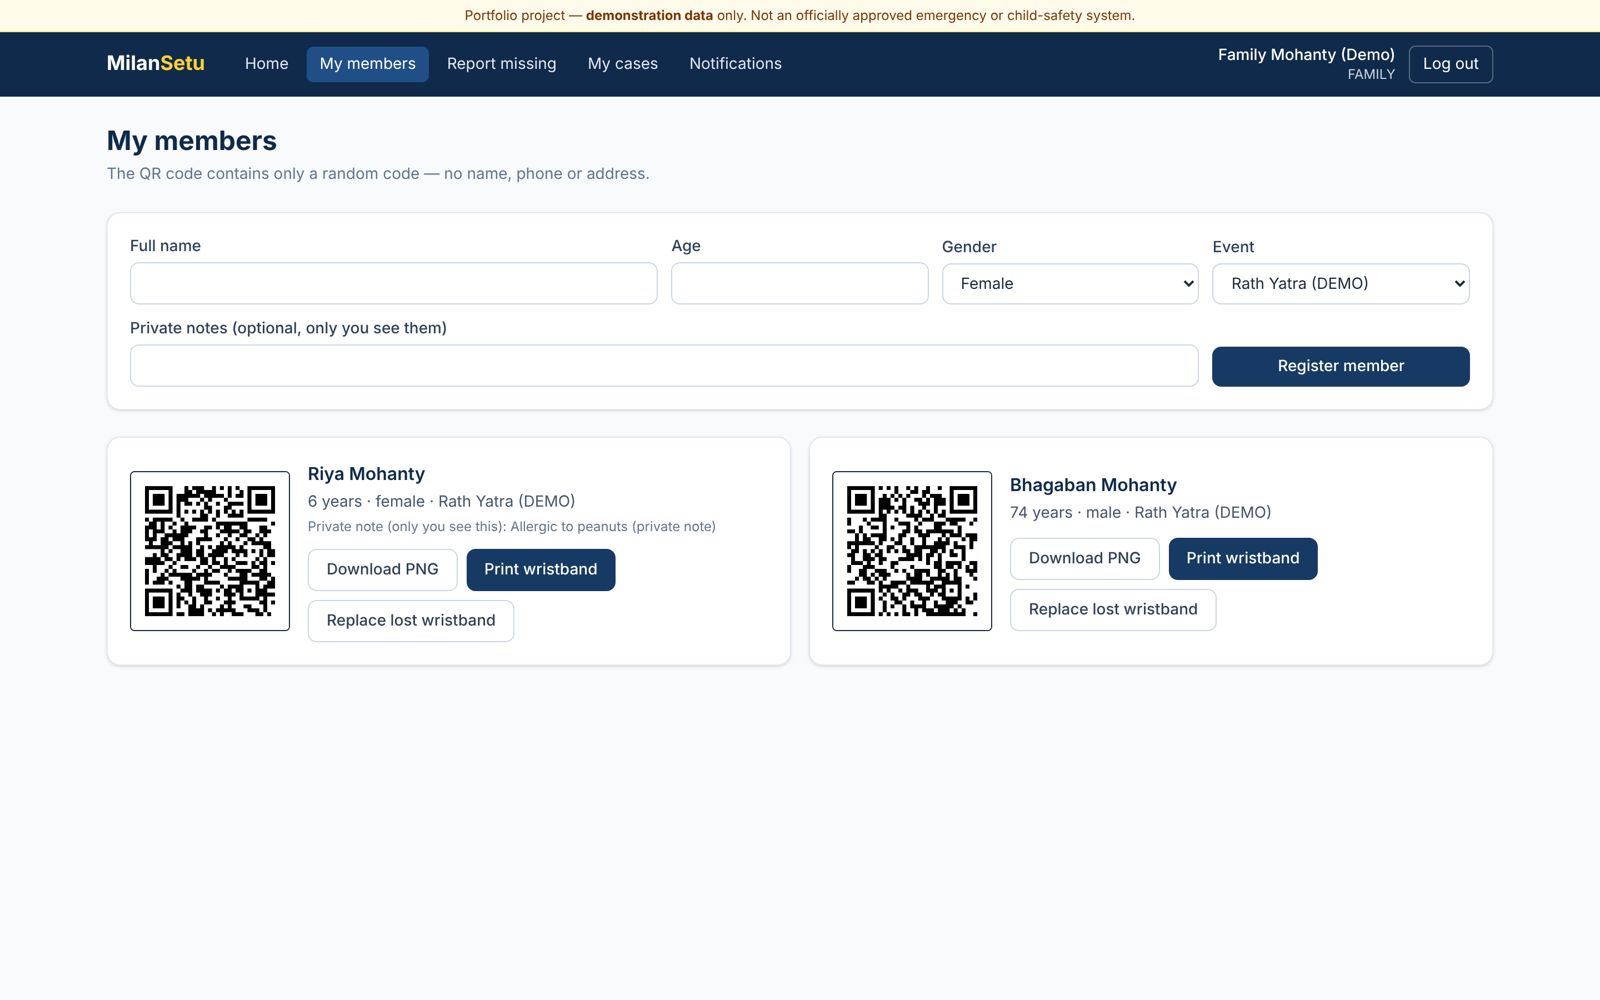 Portfolio project — demonstration data only. Not an officially approved emergency or child-safety system.
MilanSetu
Home
My members
Report missing
My cases
Notifications
Family Mohanty (Demo)
FAMILY
Log out
My members
The QR code contains only a random code — no name, phone or address.
Full name
Age
Gender
Event
Female
Rath Yatra (DEMO)
Private notes (optional, only you see them)
Register member
Riya Mohanty
6 years · female · Rath Yatra (DEMO)
Private note (only you see this): Allergic to peanuts (private note)
Download PNG
Print wristband
Replace lost wristband
Bhagaban Mohanty
74 years · male · Rath Yatra (DEMO)
Download PNG
Print wristband
Replace lost wristband